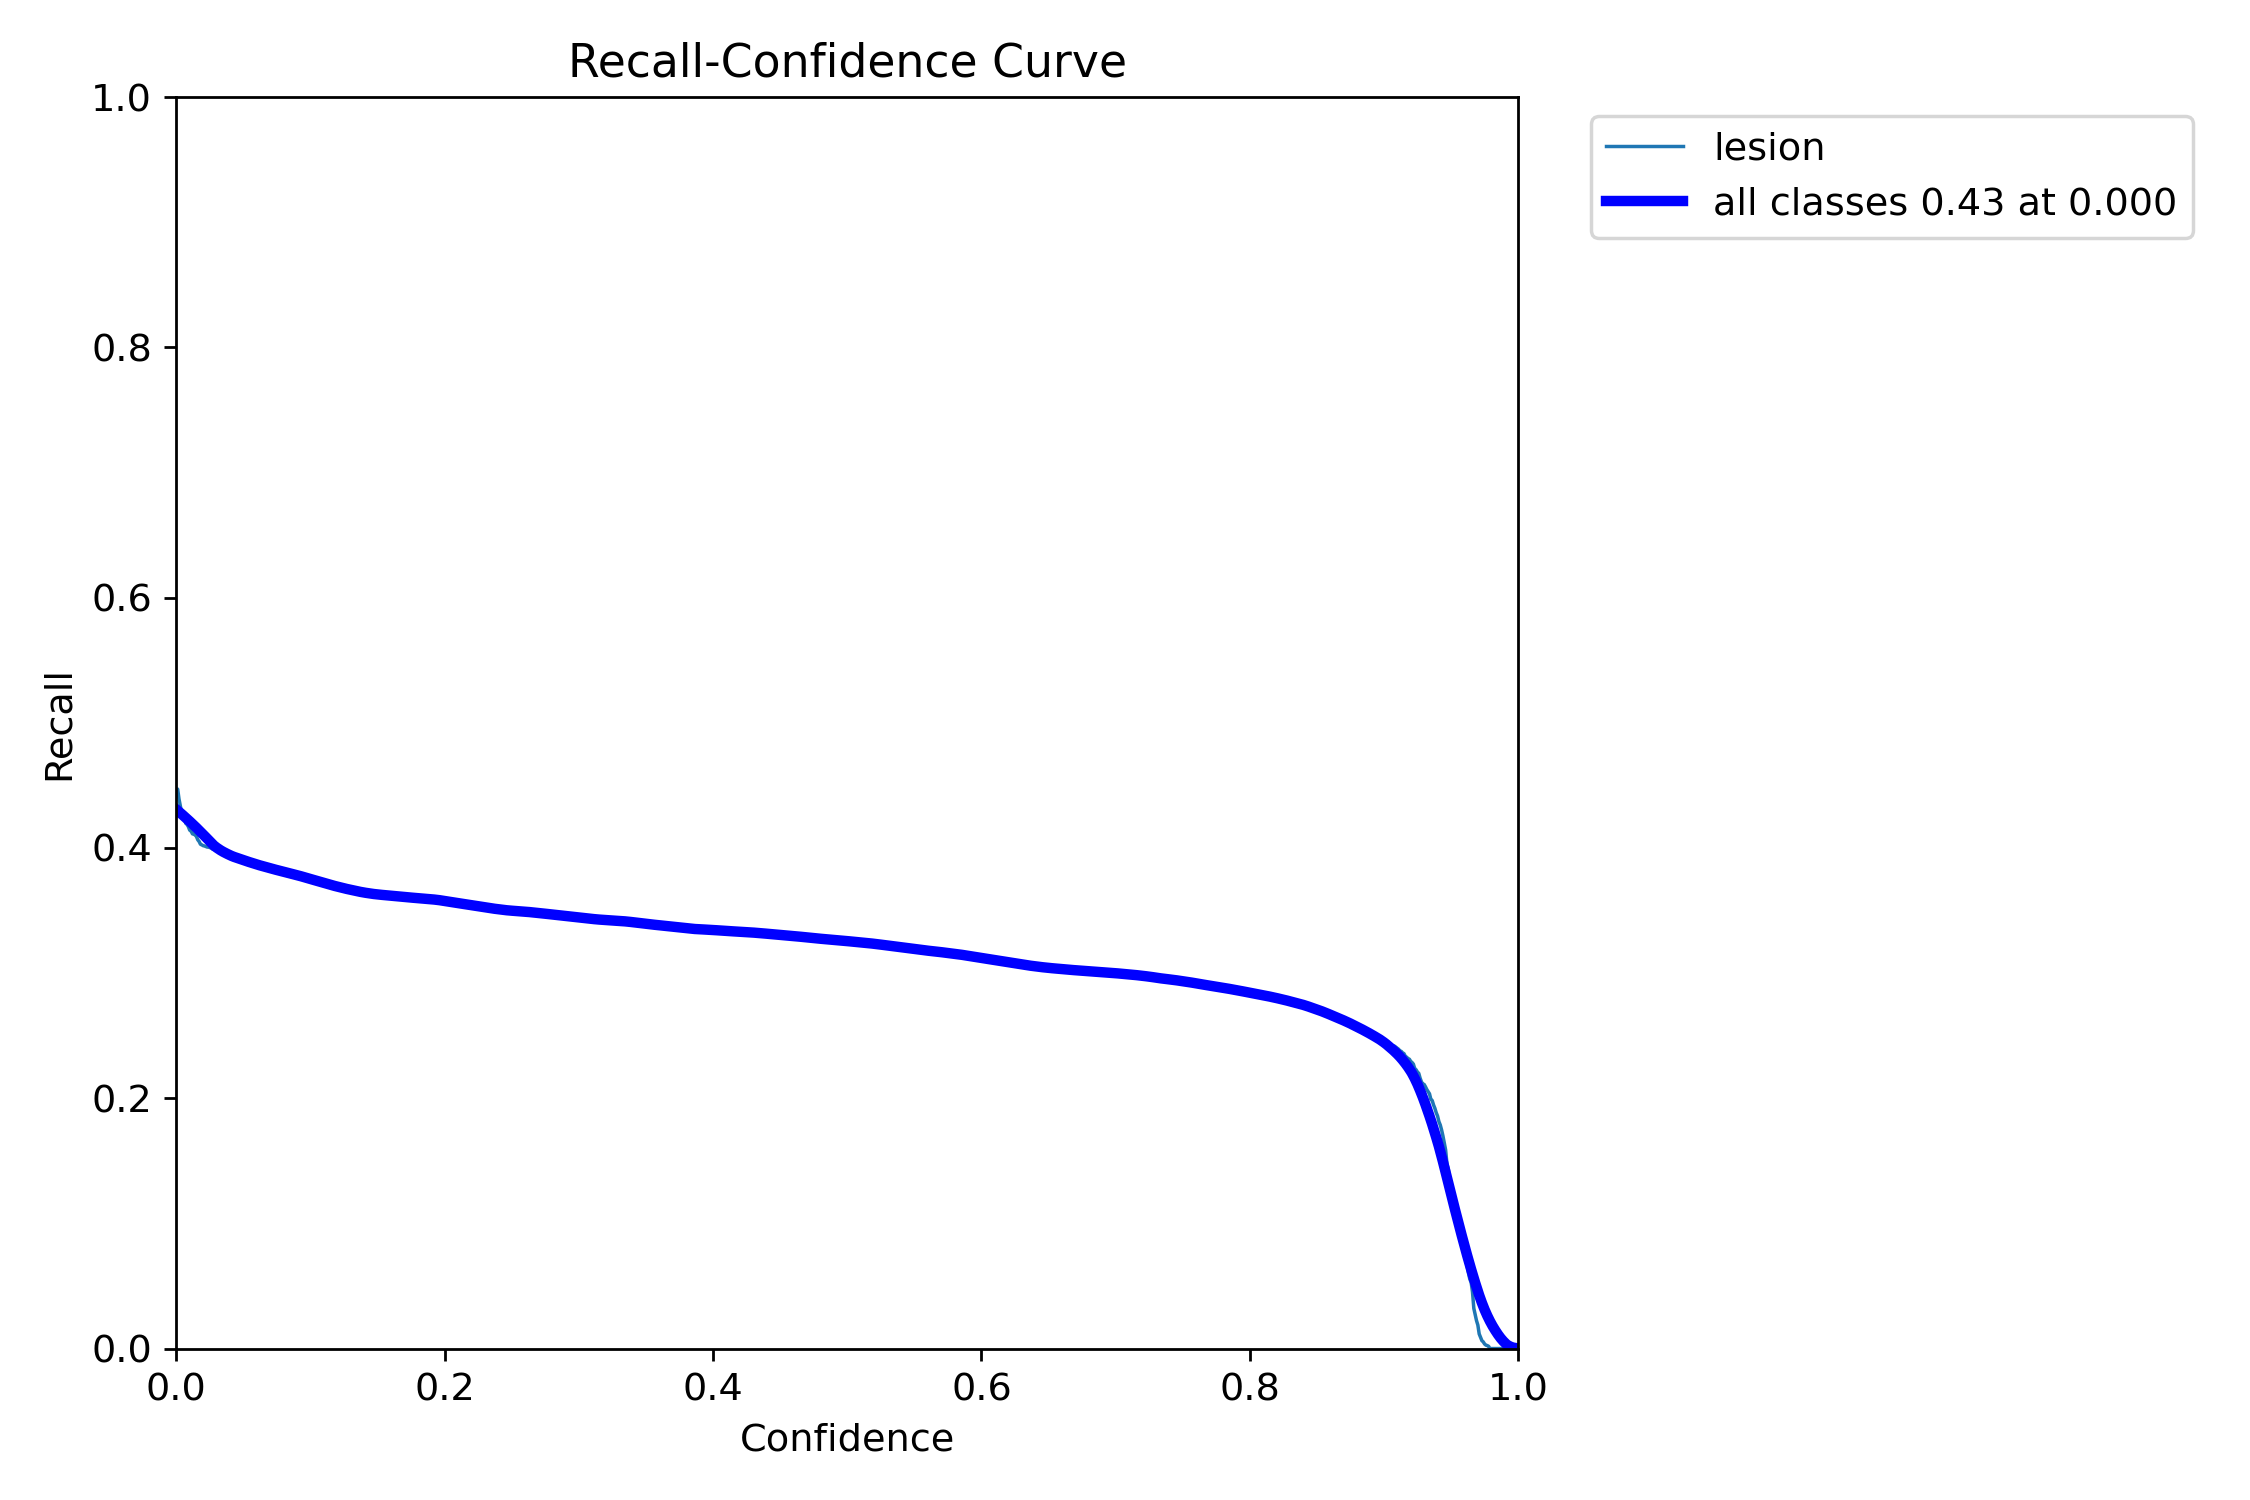 Recall-Confidence Curve
1.0
0.8
0.6
0.4
0.2
0.0
Recall
0.0 0.2 0.4 0.6 0.8 1.0
Confidence
lesion
all classes 0.43 at 0.000